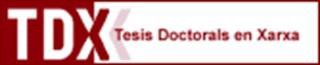 TDX Tesis Doctorals en Xarxa